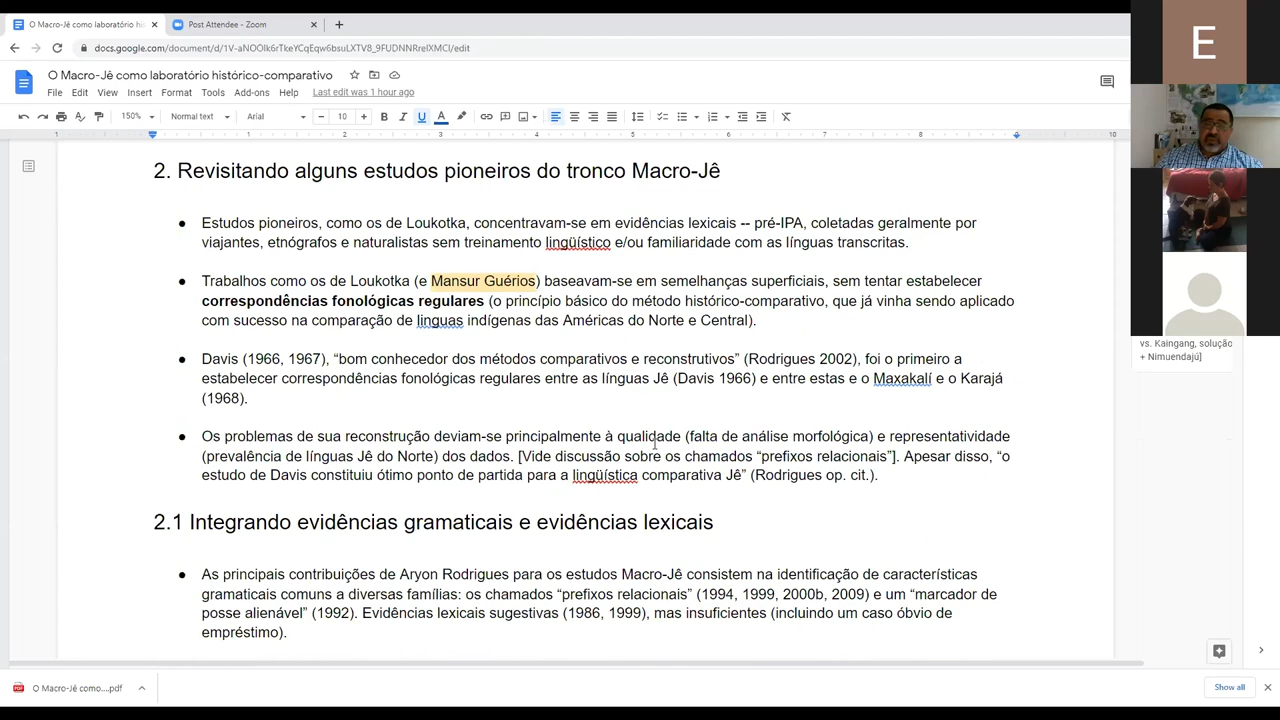 O Macro-Jê como laboratório his
Post Attendee - Zoom
docs.google.com/document/d/1V-aNOOlk6rTkeYCqEqw6bsuLXTV8_9FUDNNRrelXMCI/edit
O Macro-Jê como laboratório histórico-comparativo
File Edit View Insert Format Tools Add-ons Help Last edit was 1 hour ago
150% Normal text Arial 10 B I U A
1 1 2 3 4 5 6 7 8 9 10
2. Revisitando alguns estudos pioneiros do tronco Macro-Jê
● Estudos pioneiros, como os de Loukotka, concentravam-se em evidências lexicais -- pré-IPA, coletadas geralmente por
viajantes, etnógrafos e naturalistas sem treinamento lingüístico e/ou familiaridade com as línguas transcritas.
● Trabalhos como os de Loukotka (e Mansur Guérios) baseavam-se em semelhanças superficiais, sem tentar estabelecer
correspondências fonológicas regulares (o princípio básico do método histórico-comparativo, que já vinha sendo aplicado
com sucesso na comparação de linguas indígenas das Américas do Norte e Central).
● Davis (1966, 1967), “bom conhecedor dos métodos comparativos e reconstrutivos” (Rodrigues 2002), foi o primeiro a
estabelecer correspondências fonológicas regulares entre as línguas Jê (Davis 1966) e entre estas e o Maxakalí e o Karajá
(1968).
● Os problemas de sua reconstrução deviam-se principalmente à qualidade (falta de análise morfológica) e representatividade
(prevalência de línguas Jê do Norte) dos dados. [Vide discussão sobre os chamados “prefixos relacionais”]. Apesar disso, “o
estudo de Davis constituiu ótimo ponto de partida para a lingüística comparativa Jê” (Rodrigues op. cit.).
2.1 Integrando evidências gramaticais e evidências lexicais
● As principais contribuições de Aryon Rodrigues para os estudos Macro-Jê consistem na identificação de características
gramaticais comuns a diversas famílias: os chamados “prefixos relacionais” (1994, 1999, 2000b, 2009) e um “marcador de
posse alienável” (1992). Evidências lexicais sugestivas (1986, 1999), mas insuficientes (incluindo um caso óbvio de
empréstimo).
E
vs. Kaingang, solução
+ Nimuendajú]
O Macro-Jê como....pdf
Show all